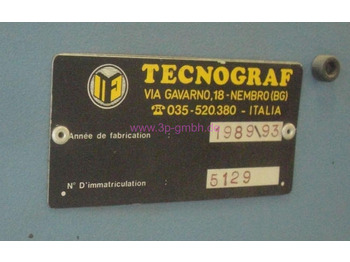 TECNOGRAF
VIA GAVARNO,18-NEMBRO(BG)
☎035-520.380 - ITALIA
www.3p-gmbh.de
Année de fabrication 1989\93
N° D'immatriculation 5129